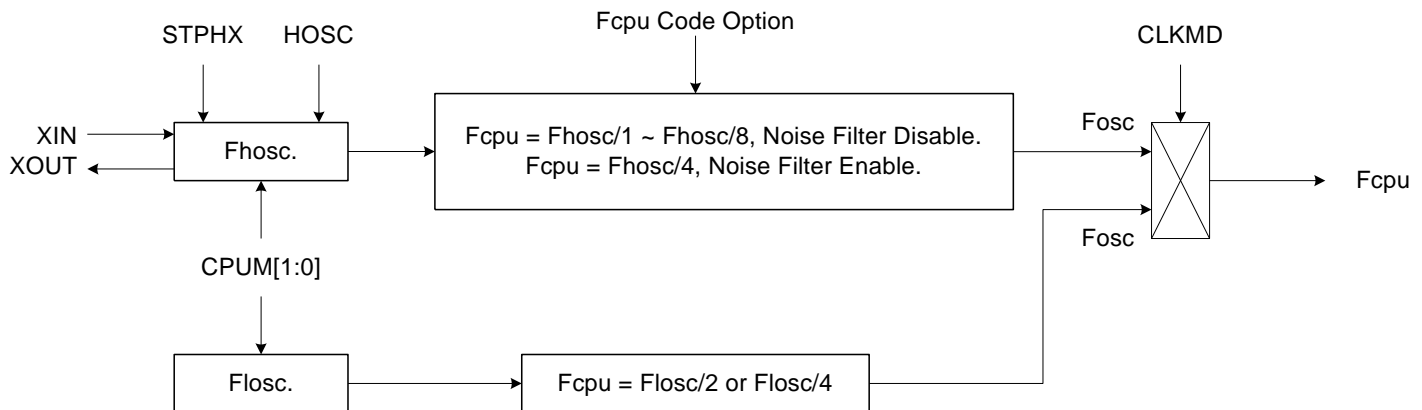 Fcpu Code Option
STPHX
HOSC
CLKMD
XIN
XOUT
Fhosc.
Fcpu = Fhosc/1 ~ Fhosc/8, Noise Filter Disable.
Fcpu = Fhosc/4, Noise Filter Enable.
Fosc
Fcpu
Fosc
CPUM[1:0]
Flosc.
Fcpu = Flosc/2 or Flosc/4